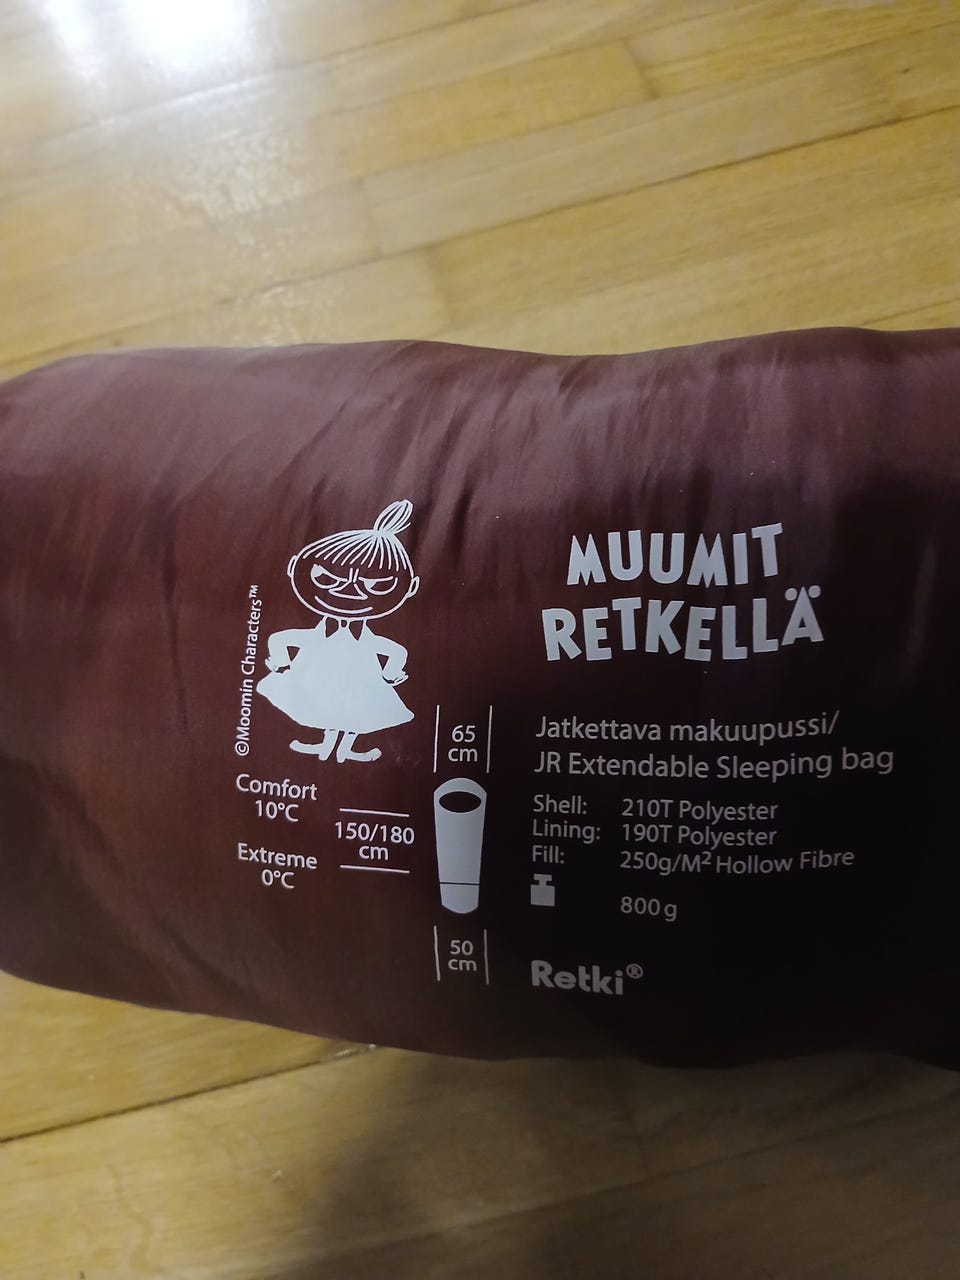 ©Moomin Characters™
MUUMIT
RETKELLÄ
Jatkettava makuupussi/
JR Extendable Sleeping bag
Shell: 210T Polyester
Lining: 190T Polyester
Fill: 250g/M² Hollow Fibre
800g
Retki®
65
cm
Comfort
10°C
150/180
cm
Extreme
0°C
50
cm